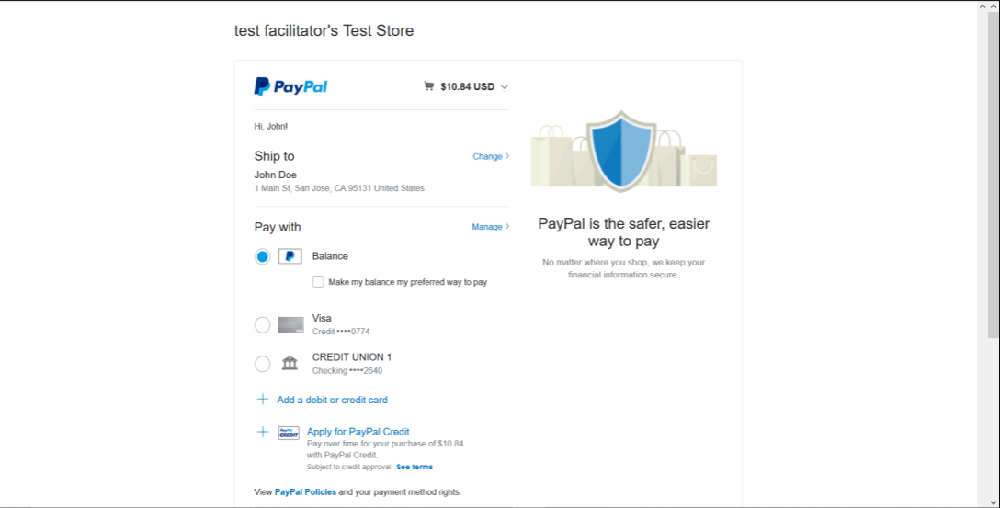 test facilitator's Test Store
PayPal
$10.84 USD
Hi, John!
Ship to
Change
John Doe
1 Main St, San Jose, CA 95131 United States
Pay with
Manage
Balance
Make my balance my preferred way to pay
Visa
Credit ••••0774
CREDIT UNION 1
Checking ••••2640
Add a debit or credit card
PayPal
CREDIT
Apply for PayPal Credit
Pay over time for your purchase of $10.84
with PayPal Credit.
Subject to credit approval. See terms
View PayPal Policies and your payment method rights.
PayPal is the safer, easier
way to pay
No matter where you shop, we keep your
financial information secure.